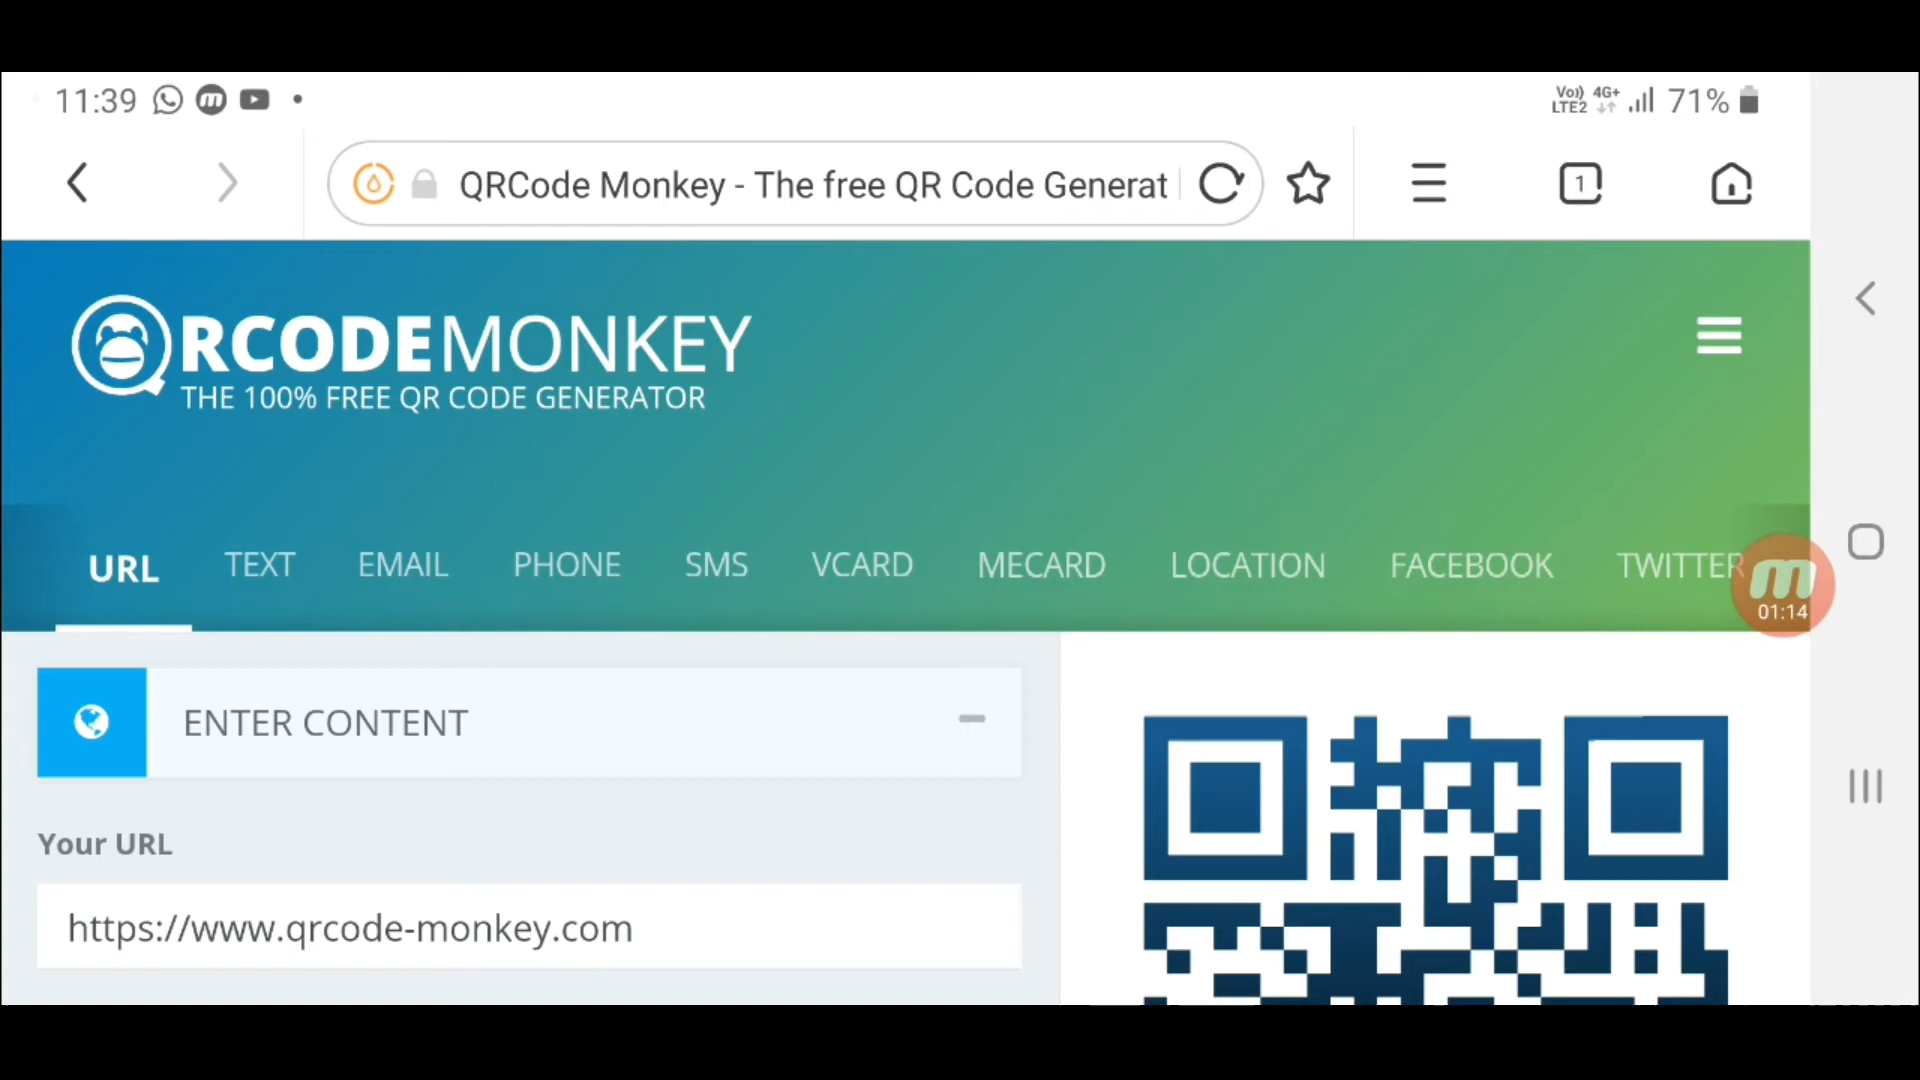 11:39
Vo)) 4G+
LTE2
71%
QRCode Monkey - The free QR Code Generat
1
RCODEMONKEY
THE 100% FREE QR CODE GENERATOR
URL TEXT EMAIL PHONE SMS VCARD MECARD LOCATION FACEBOOK TWITTER
01:14
ENTER CONTENT
Your URL
https://www.qrcode-monkey.com